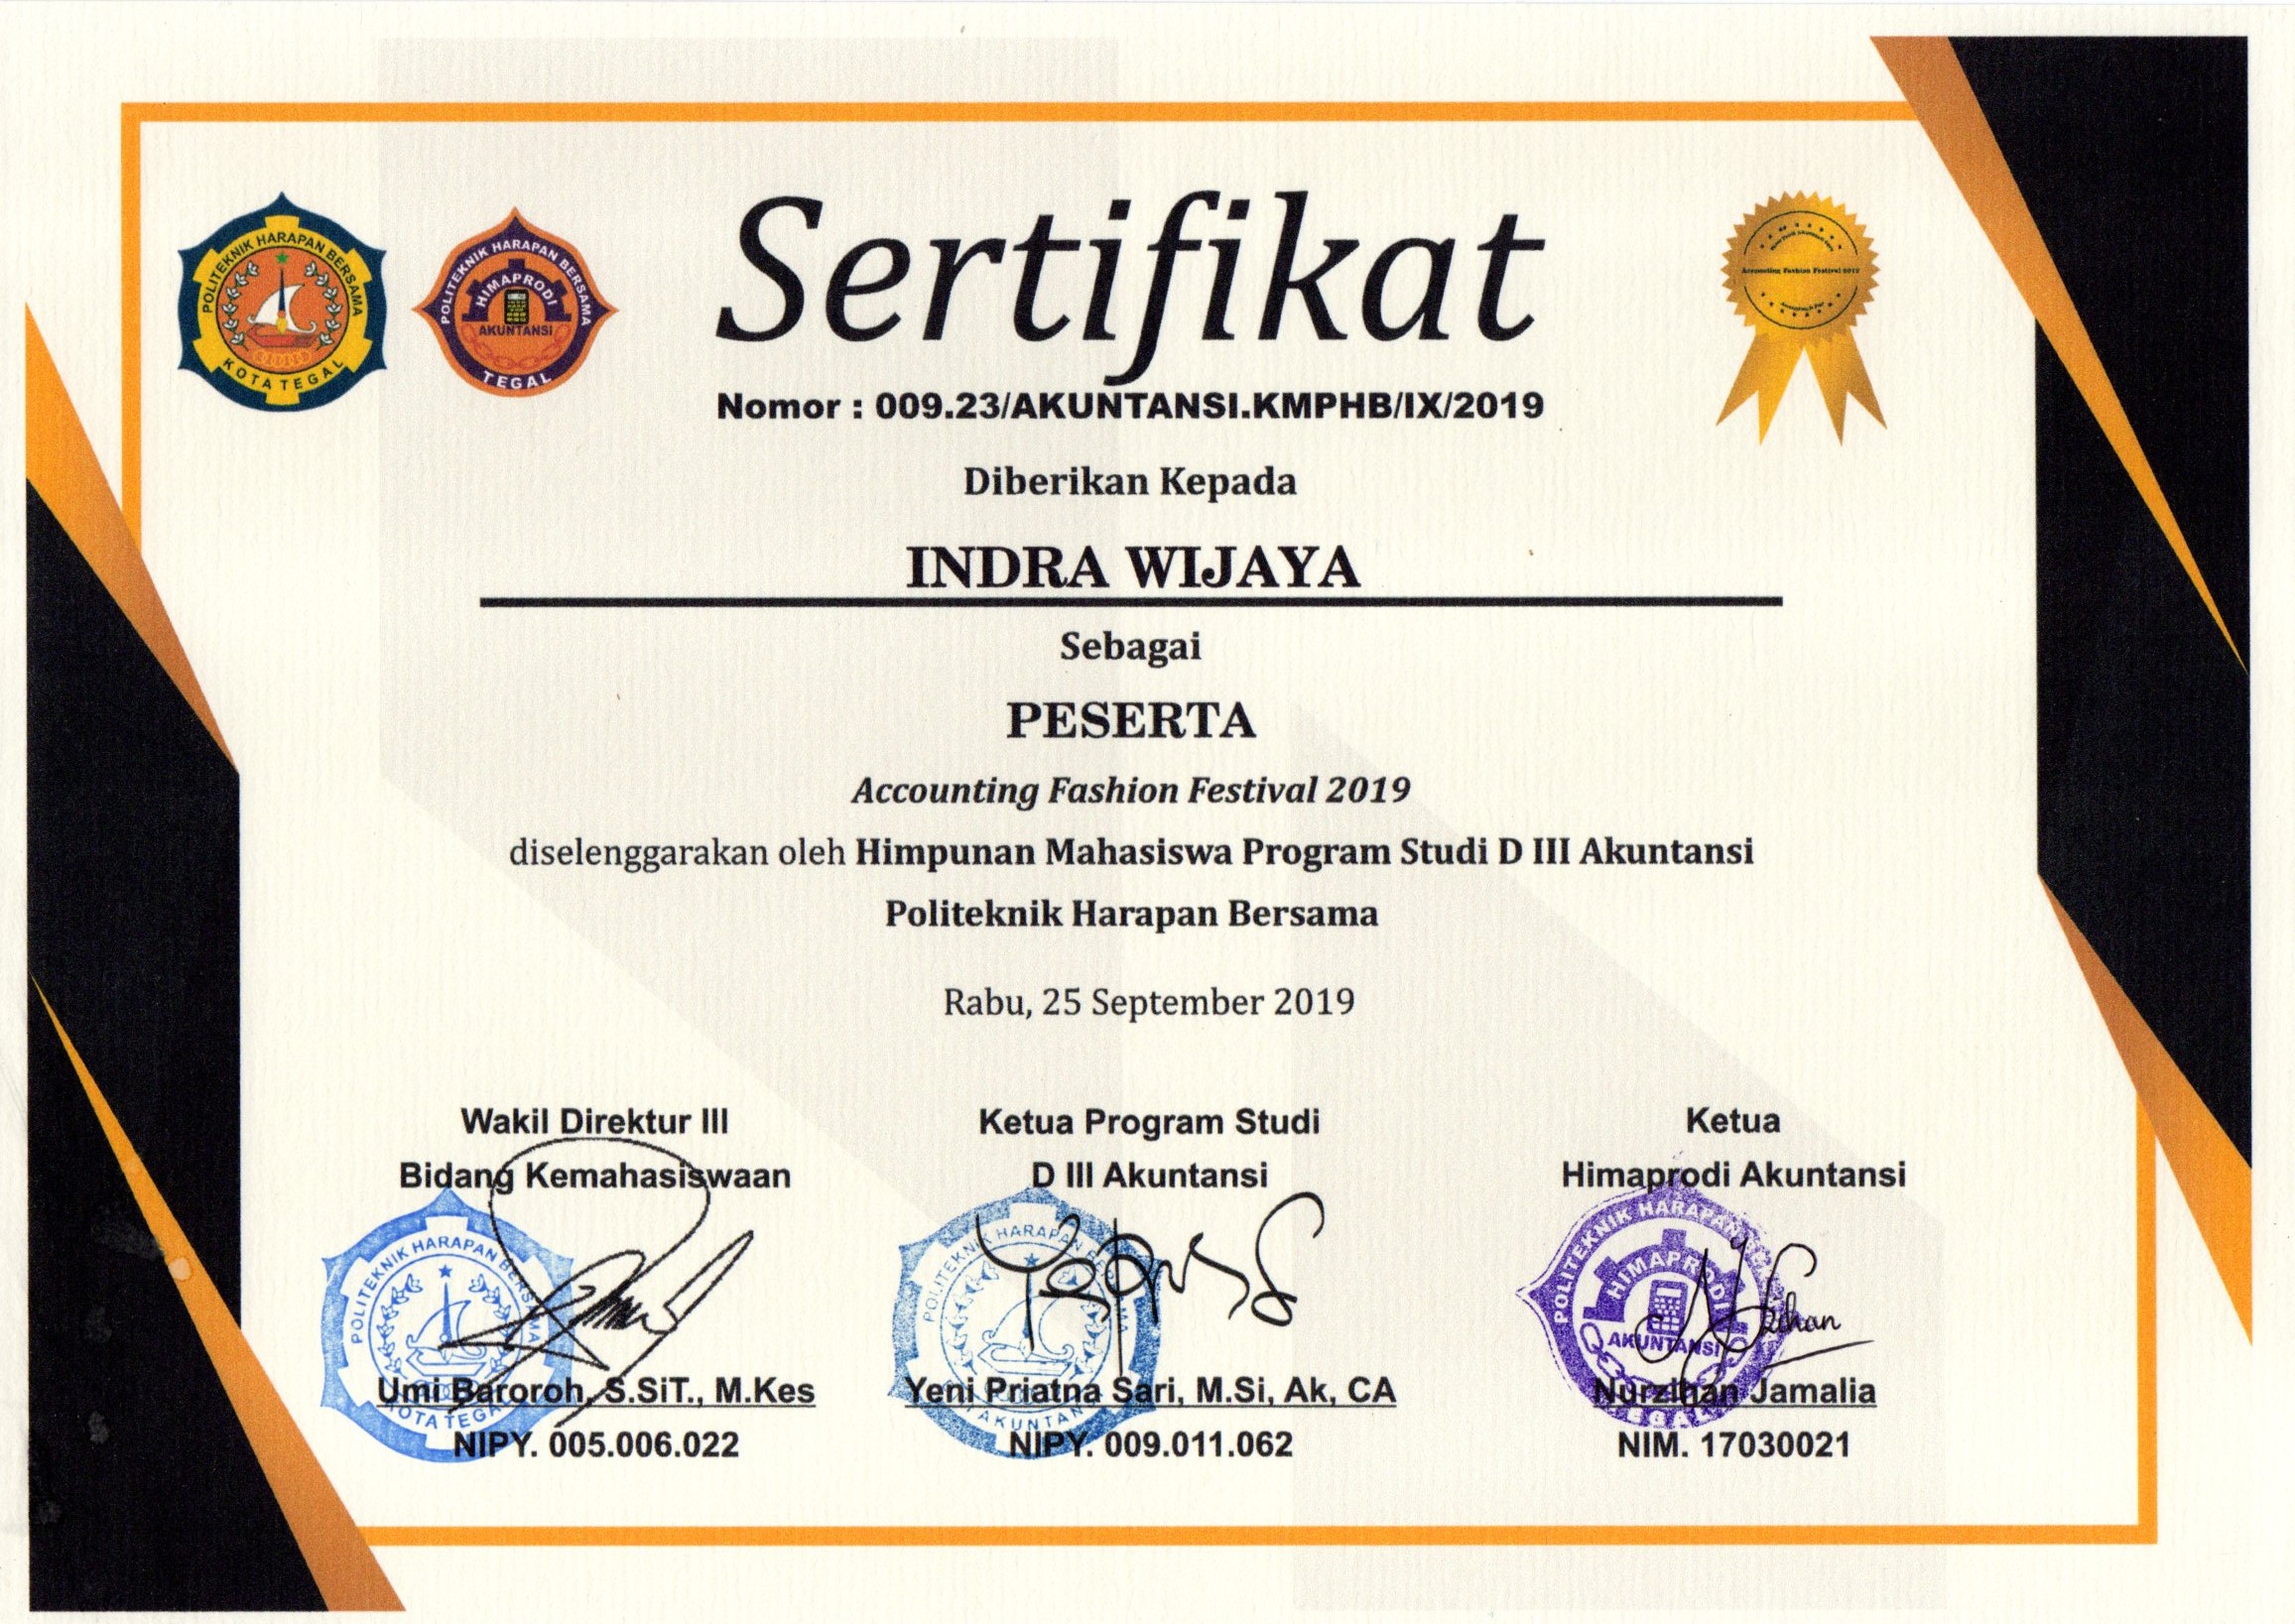 POLITEKNIK HARAPAN BERSAMA
KOTA TEGAL
POLITEKNIK HARAPAN BERSAMA
HIMAPRODI
AKUNTANSI
TEGAL
Sertifikat
Accounting Fashion Festival 2019
Nomor : 009.23/AKUNTANSI.KMPHB/IX/2019
Diberikan Kepada
INDRA WIJAYA
Sebagai
PESERTA
Accounting Fashion Festival 2019
diselenggarakan oleh Himpunan Mahasiswa Program Studi D III Akuntansi
Politeknik Harapan Bersama
Rabu, 25 September 2019
Wakil Direktur III
Bidang Kemahasiswaan
POLITEKNIK HARAPAN BERSAMA
KOTA TEGAL
Umi Baroroh, S.SiT., M.Kes
NIPY. 005.006.022
Ketua Program Studi
D III Akuntansi
POLITEKNIK HARAPAN BERSAMA
AKUNTAN
Yeni Priatna Sari, M.Si, Ak, CA
NIPY. 009.011.062
Ketua
Himaprodi Akuntansi
POLITEKNIK HARAPAN BE
HIMAPRODI
AKUNTANSI
TEGAL
Nurzihan Jamalia
NIM. 17030021